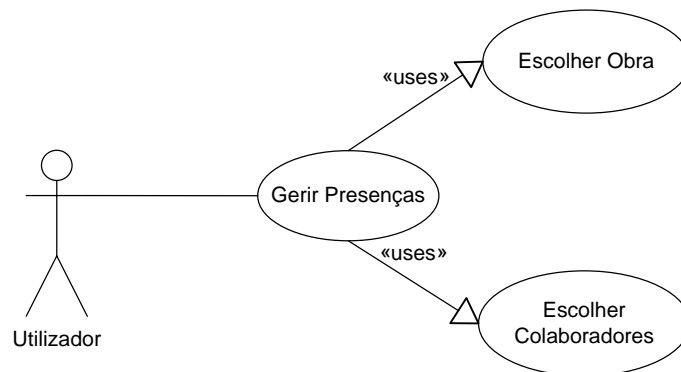 Escolher Obra
«uses»
Gerir Presenças
«uses»
Escolher
Colaboradores
Utilizador